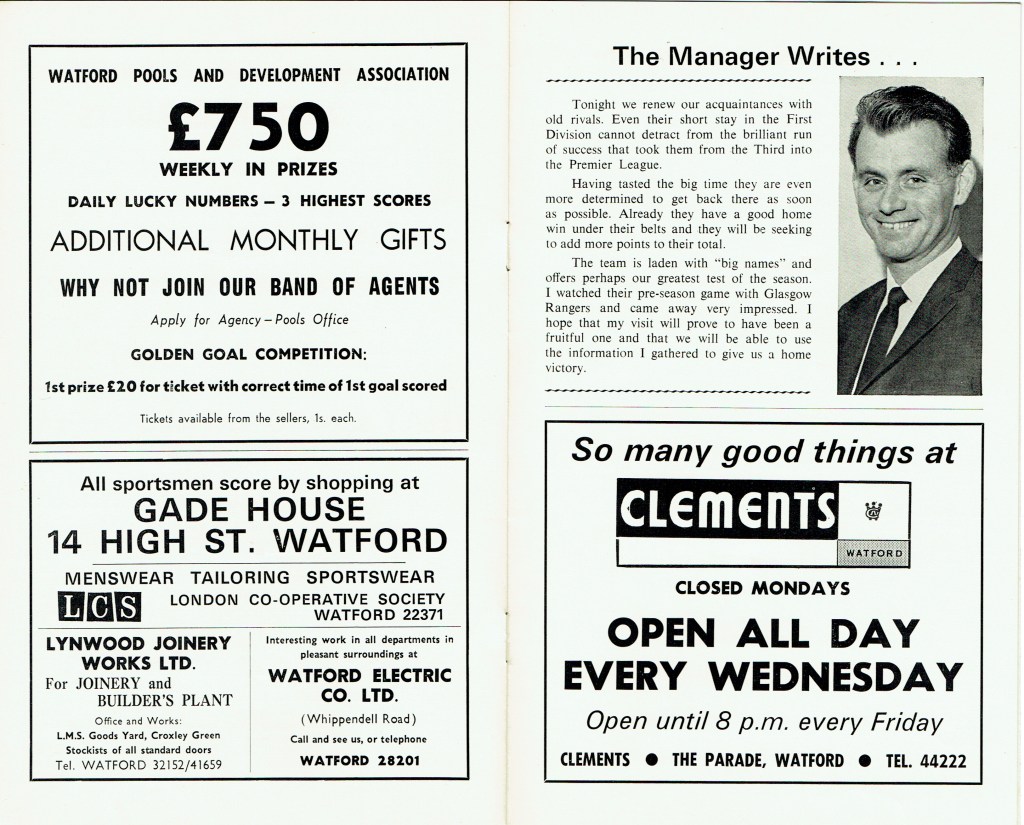 WATFORD POOLS AND DEVELOPMENT ASSOCIATION
£750
WEEKLY IN PRIZES
DAILY LUCKY NUMBERS – 3 HIGHEST SCORES
ADDITIONAL MONTHLY GIFTS
WHY NOT JOIN OUR BAND OF AGENTS
Apply for Agency – Pools Office
GOLDEN GOAL COMPETITION:
1st prize £20 for ticket with correct time of 1st goal scored
Tickets available from the sellers, 1s. each.
All sportsmen score by shopping at
GADE HOUSE
14 HIGH ST. WATFORD
MENSWEAR TAILORING SPORTSWEAR
LCS
LONDON CO-OPERATIVE SOCIETY
WATFORD 22371
LYNWOOD JOINERY
WORKS LTD.
For JOINERY and
BUILDER'S PLANT
Office and Works:
L.M.S. Goods Yard, Croxley Green
Stockists of all standard doors
Tel. WATFORD 32152/41659
Interesting work in all departments in
pleasant surroundings at
WATFORD ELECTRIC
CO. LTD.
(Whippendell Road)
Call and see us, or telephone
WATFORD 28201
The Manager Writes . . .
Tonight we renew our acquaintances with
old rivals. Even their short stay in the First
Division cannot detract from the brilliant run
of success that took them from the Third into
the Premier League.
Having tasted the big time they are even
more determined to get back there as soon
as possible. Already they have a good home
win under their belts and they will be seeking
to add more points to their total.
The team is laden with "big names" and
offers perhaps our greatest test of the season.
I watched their pre-season game with Glasgow
Rangers and came away very impressed. I
hope that my visit will prove to have been a
fruitful one and that we will be able to use
the information I gathered to give us a home
victory.
So many good things at
CLEMENTS
WATFORD
CLOSED MONDAYS
OPEN ALL DAY
EVERY WEDNESDAY
Open until 8 p.m. every Friday
CLEMENTS ● THE PARADE, WATFORD ● TEL. 44222